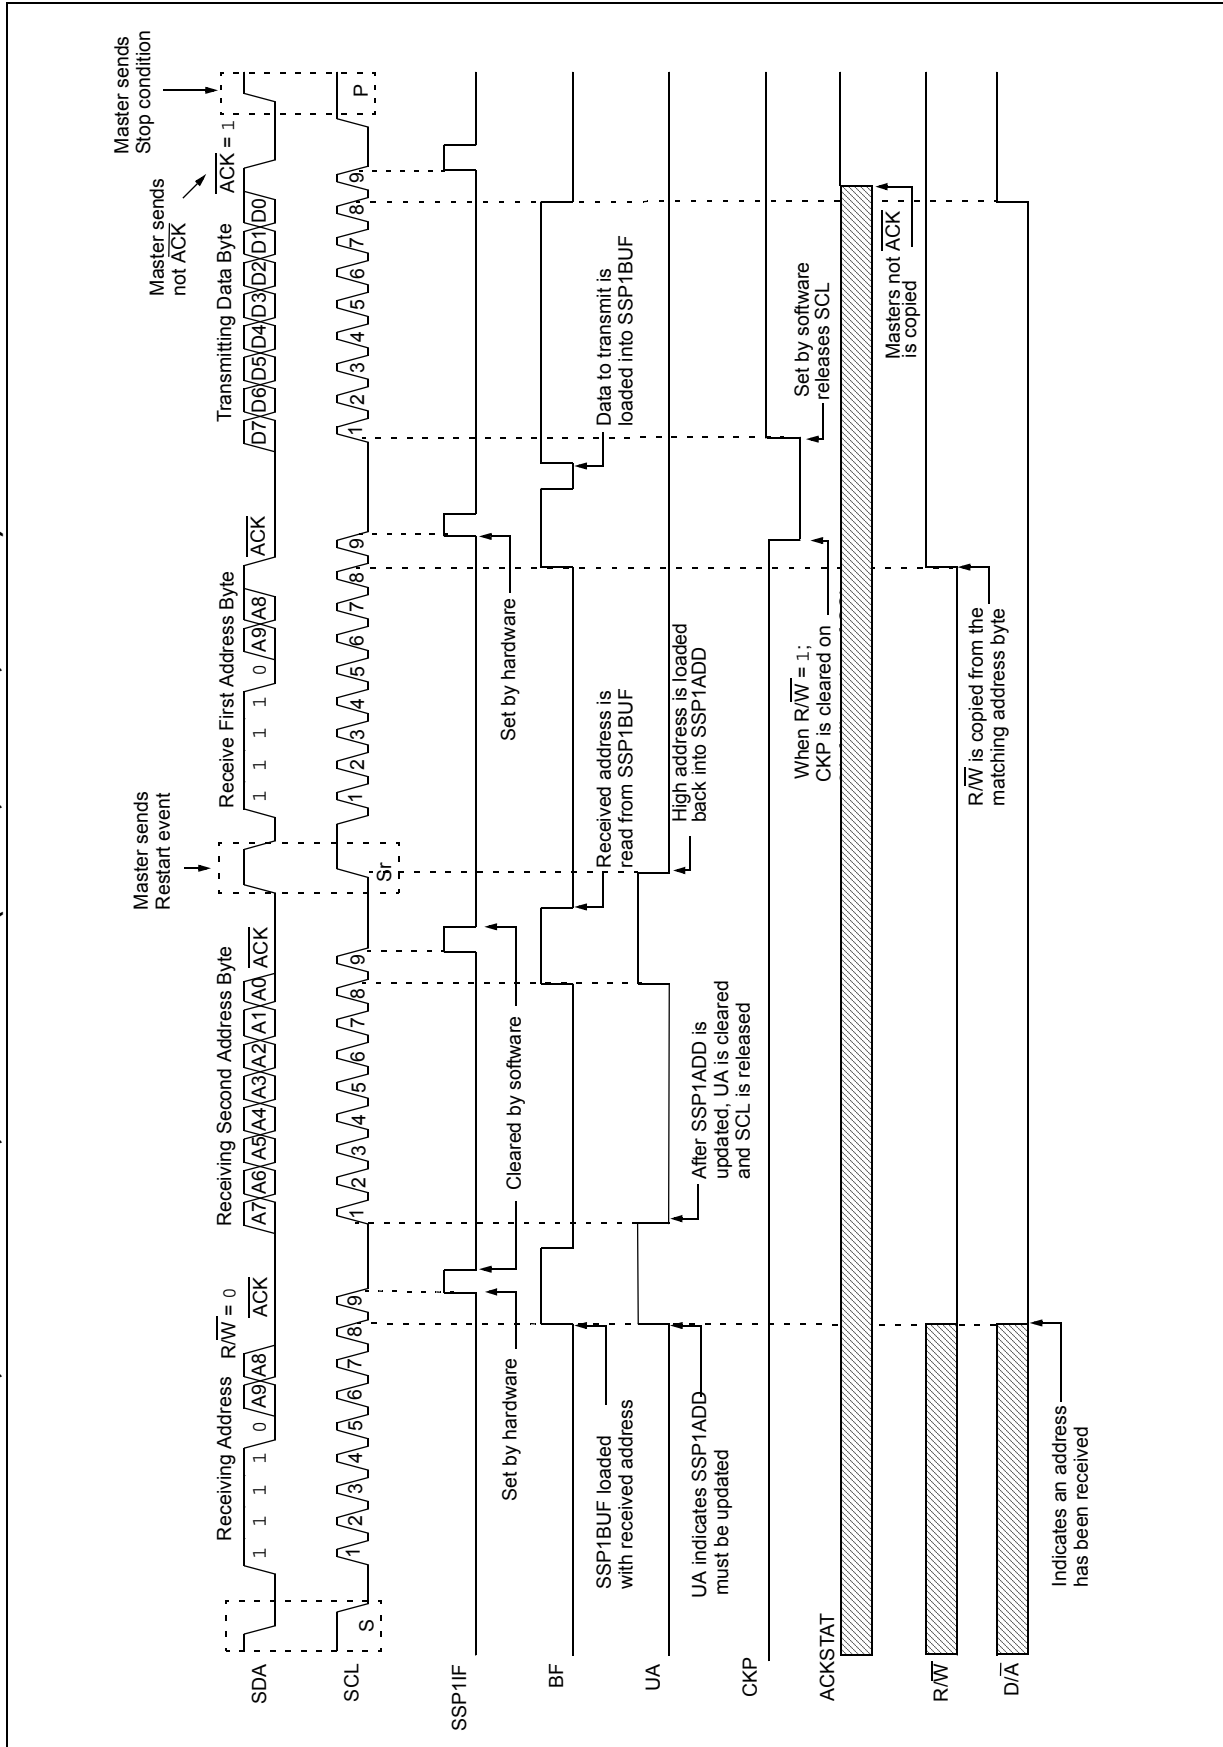 Master sends
Stop condition
Master sends
not ACK
Master sends
Restart event
Receiving Address R/W = 0 ACK
Receiving Second Address Byte ACK
Receive First Address Byte ACK
Transmitting Data Byte ACK = 1
SDA
1 1 1 1 0 A9 A8
A7 A6 A5 A4 A3 A2 A1 A0
1 1 1 1 0 A9 A8
D7 D6 D5 D4 D3 D2 D1 D0
SCL
S
1 2 3 4 5 6 7 8 9
1 2 3 4 5 6 7 8 9
Sr
1 2 3 4 5 6 7 8 9
1 2 3 4 5 6 7 8 9
P
SSP1IF
Set by hardware
Cleared by software
Set by hardware
BF
SSP1BUF loaded
with received address
Received address is
read from SSP1BUF
Data to transmit is
loaded into SSP1BUF
UA
UA indicates SSP1ADD
must be updated
After SSP1ADD is
updated, UA is cleared
and SCL is released
High address is loaded
back into SSP1ADD
CKP
When R/W = 1;
CKP is cleared on
Set by software
releases SCL
ACKSTAT
Masters not ACK
is copied
R/W
R/W is copied from the
matching address byte
D/A
Indicates an address
has been received